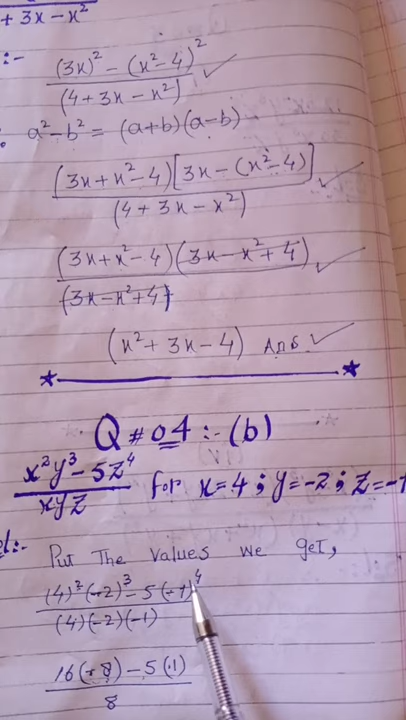 + 3x - x²
:-
(3x)² - (x² - 4)²
(4 + 3x - x²)
a² - b² = (a+b)(a-b)
(3x + x² - 4)[3x - (x² - 4)]
(4 + 3x - x²)
(3x + x² - 4)(3x - x² + 4)
(3x - x² + 4)
(x² + 3x - 4) Ans.
Q # 04 :- (b)
x²y³ - 5z⁴
xyz
for x = 4 ; y = -2 ; z = -1
Put The values we get,
(4)²(-2)³ - 5(-1)⁴
(4)(-2)(-1)
16(-8) - 5(1)
8